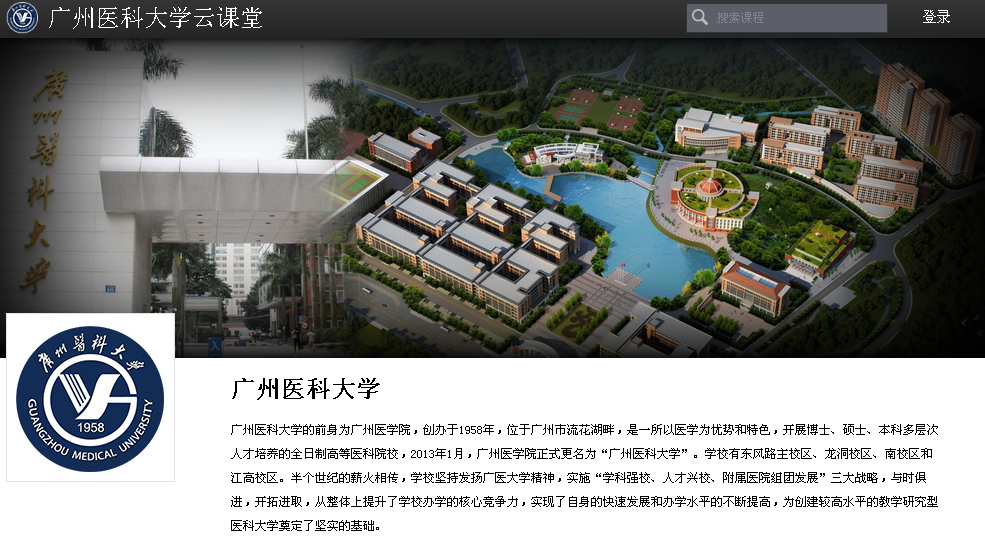 广州医科大学云课堂
搜索课程
登录
广州醫科大学
广州醫科大学
GUANGZHOU MEDICAL UNIVERSITY
1958
广州医科大学
广州医科大学的前身为广州医学院，创办于1958年，位于广州市流花湖畔，是一所以医学为优势和特色，开展博士、硕士、本科多层次
人才培养的全日制高等医科院校，2013年1月，广州医学院正式更名为“广州医科大学”。学校有东风路主校区、龙洞校区、南校区和
江高校区。半个世纪的薪火相传，学校坚持发扬广医大学精神，实施“学科强校、人才兴校、附属医院组团发展”三大战略，与时俱
进，开拓进取，从整体上提升了学校办学的核心竞争力，实现了自身的快速发展和办学水平的不断提高，为创建较高水平的教学研究型
医科大学奠定了坚实的基础。